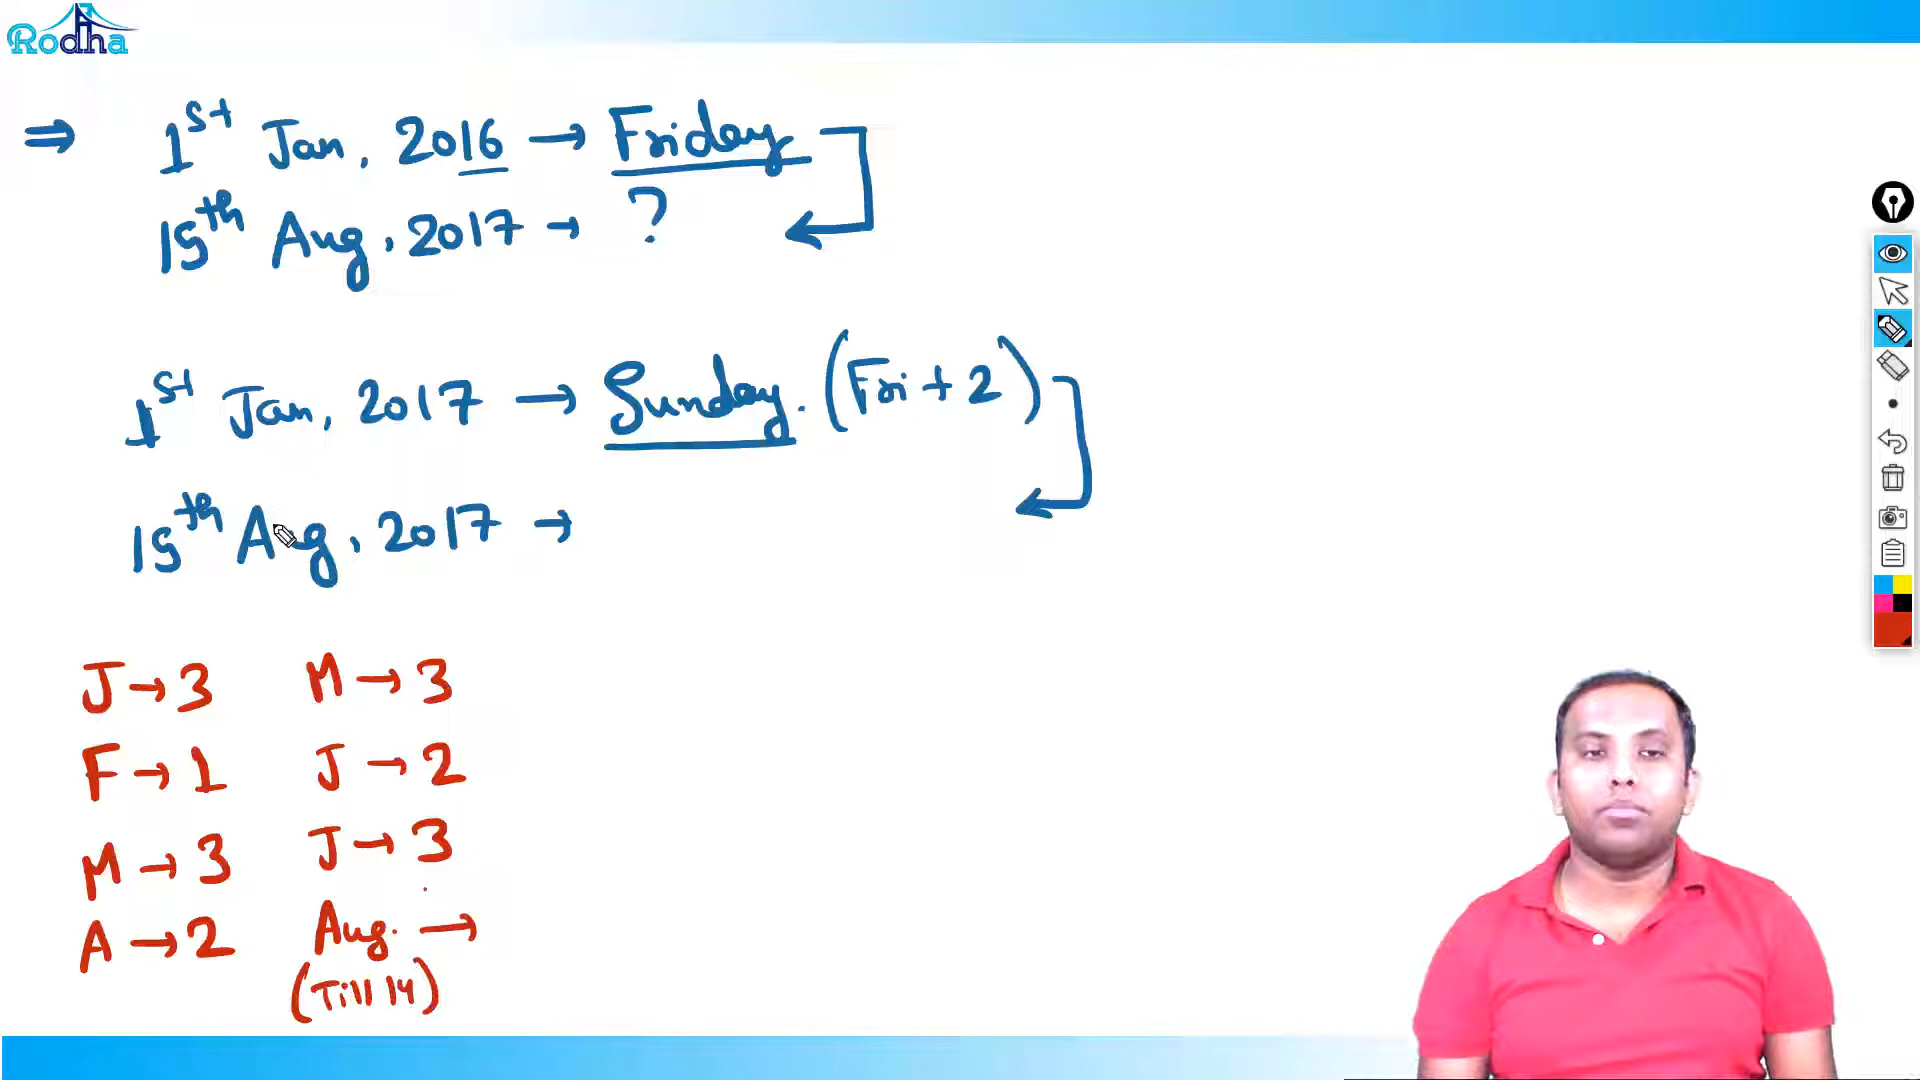 Rodha
⇒ 1st Jan, 2016 → Friday
15th Aug, 2017 → ?
1st Jan, 2017 → Sunday. (Fri + 2)
15th Aug, 2017 →
J → 3 M → 3
F → 1 J → 2
M → 3 J → 3
A → 2 Aug. →
(Till 14)